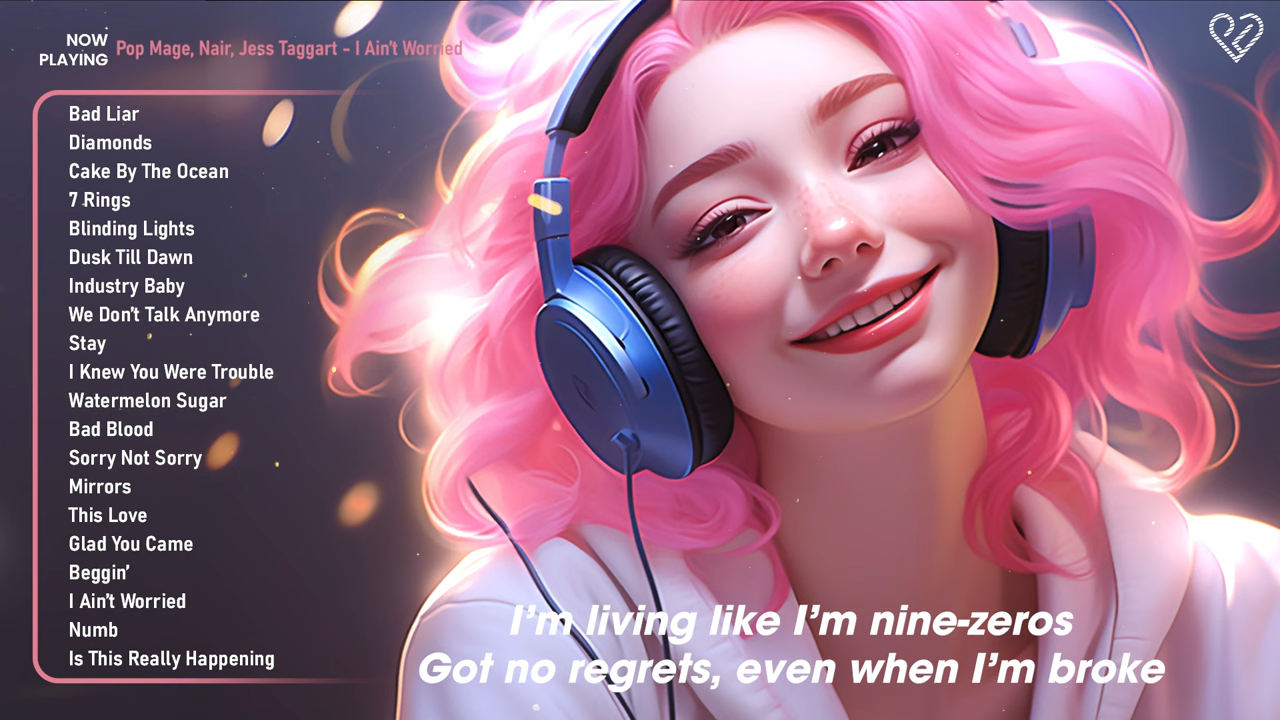 NOW
PLAYING
Pop Mage, Nair, Jess Taggart - I Ain't Worried
Bad Liar
Diamonds
Cake By The Ocean
7 Rings
Blinding Lights
Dusk Till Dawn
Industry Baby
We Don't Talk Anymore
Stay
I Knew You Were Trouble
Watermelon Sugar
Bad Blood
Sorry Not Sorry
Mirrors
This Love
Glad You Came
Beggin'
I Ain't Worried
Numb
Is This Really Happening
I'm living like I'm nine-zeros
Got no regrets, even when I'm broke